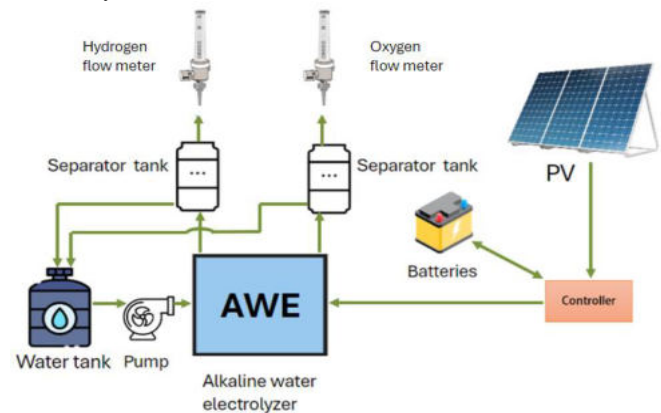 Hydrogen
flow meter
Oxygen
flow meter
Separator tank
Separator tank
PV
Batteries
Controller
AWE
Water tank
Pump
Alkaline water
electrolyzer